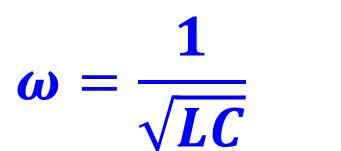 ω = 1/√LC